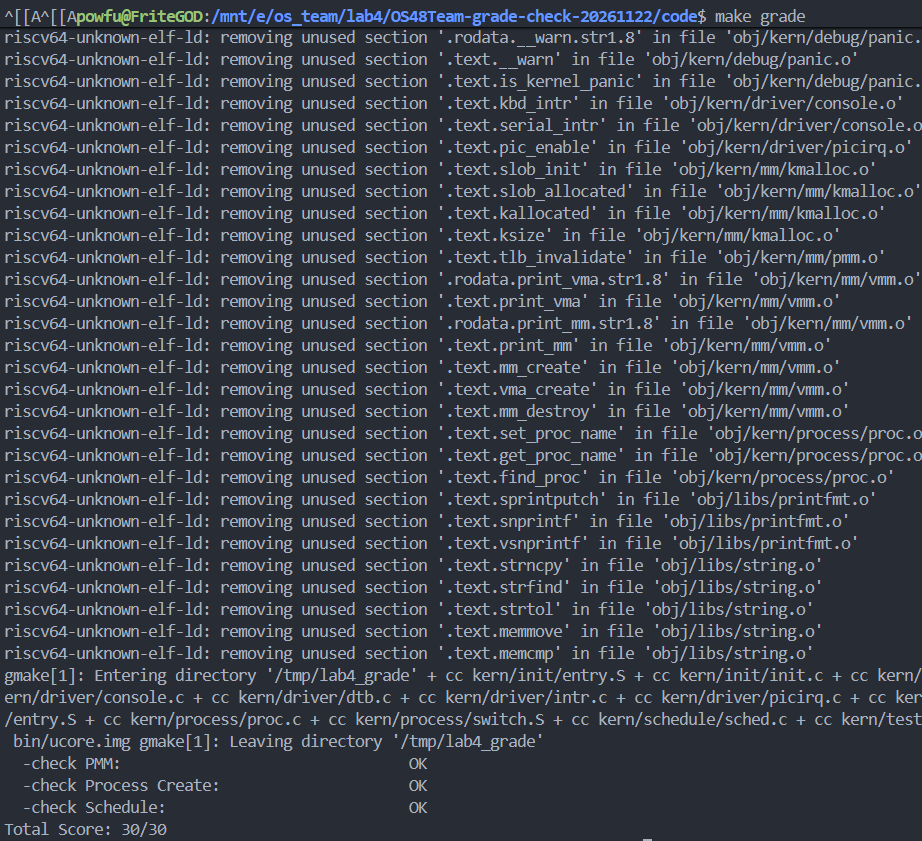 ^[[A^[[Apowfu@FriteGOD:/mnt/e/os_team/lab4/OS48Team-grade-check-20261122/code$ make grade
riscv64-unknown-elf-ld: removing unused section '.rodata.__warn.str1.8' in file 'obj/kern/debug/panic.
riscv64-unknown-elf-ld: removing unused section '.text.__warn' in file 'obj/kern/debug/panic.o
riscv64-unknown-elf-ld: removing unused section '.text.is_kernel_panic' in file 'obj/kern/debug/panic.
riscv64-unknown-elf-ld: removing unused section '.text.kbd_intr' in file 'obj/kern/driver/console.o'
riscv64-unknown-elf-ld: removing unused section '.text.serial_intr' in file 'obj/kern/driver/console.o
riscv64-unknown-elf-ld: removing unused section '.text.pic_enable' in file 'obj/kern/driver/picirq.o'
riscv64-unknown-elf-ld: removing unused section '.text.slob_init' in file 'obj/kern/mm/kmalloc.o'
riscv64-unknown-elf-ld: removing unused section '.text.slob_allocated' in file 'obj/kern/mm/kmalloc.o'
riscv64-unknown-elf-ld: removing unused section '.text.kallocated' in file 'obj/kern/mm/kmalloc.o'
riscv64-unknown-elf-ld: removing unused section '.text.ksize' in file 'obj/kern/mm/kmalloc.o'
riscv64-unknown-elf-ld: removing unused section '.text.tlb_invalidate' in file 'obj/kern/mm/pmm.o'
riscv64-unknown-elf-ld: removing unused section '.rodata.print_vma.str1.8' in file 'obj/kern/mm/vmm.o'
riscv64-unknown-elf-ld: removing unused section '.text.print_vma' in file 'obj/kern/mm/vmm.o'
riscv64-unknown-elf-ld: removing unused section '.rodata.print_mm.str1.8' in file 'obj/kern/mm/vmm.o'
riscv64-unknown-elf-ld: removing unused section '.text.print_mm' in file 'obj/kern/mm/vmm.o'
riscv64-unknown-elf-ld: removing unused section '.text.mm_create' in file 'obj/kern/mm/vmm.o'
riscv64-unknown-elf-ld: removing unused section '.text.vma_create' in file 'obj/kern/mm/vmm.o'
riscv64-unknown-elf-ld: removing unused section '.text.mm_destroy' in file 'obj/kern/mm/vmm.o'
riscv64-unknown-elf-ld: removing unused section '.text.set_proc_name' in file 'obj/kern/process/proc.o
riscv64-unknown-elf-ld: removing unused section '.text.get_proc_name' in file 'obj/kern/process/proc.o
riscv64-unknown-elf-ld: removing unused section '.text.find_proc' in file 'obj/kern/process/proc.o'
riscv64-unknown-elf-ld: removing unused section '.text.sprintputch' in file 'obj/libs/printfmt.o'
riscv64-unknown-elf-ld: removing unused section '.text.snprintf' in file 'obj/libs/printfmt.o'
riscv64-unknown-elf-ld: removing unused section '.text.vsnprintf' in file 'obj/libs/printfmt.o'
riscv64-unknown-elf-ld: removing unused section '.text.strncpy' in file 'obj/libs/string.o'
riscv64-unknown-elf-ld: removing unused section '.text.strfind' in file 'obj/libs/string.o'
riscv64-unknown-elf-ld: removing unused section '.text.strtol' in file 'obj/libs/string.o'
riscv64-unknown-elf-ld: removing unused section '.text.memmove' in file 'obj/libs/string.o'
riscv64-unknown-elf-ld: removing unused section '.text.memcmp' in file 'obj/libs/string.o'
gmake[1]: Entering directory '/tmp/lab4_grade' + cc kern/init/entry.S + cc kern/init/init.c + cc kern/
ern/driver/console.c + cc kern/driver/dtb.c + cc kern/driver/intr.c + cc kern/driver/picirq.c + cc ker
/entry.S + cc kern/process/proc.c + cc kern/process/switch.S + cc kern/schedule/sched.c + cc kern/test
bin/ucore.img gmake[1]: Leaving directory '/tmp/lab4_grade'
  -check PMM:                                OK
  -check Process Create:                     OK
  -check Schedule:                           OK
Total Score: 30/30